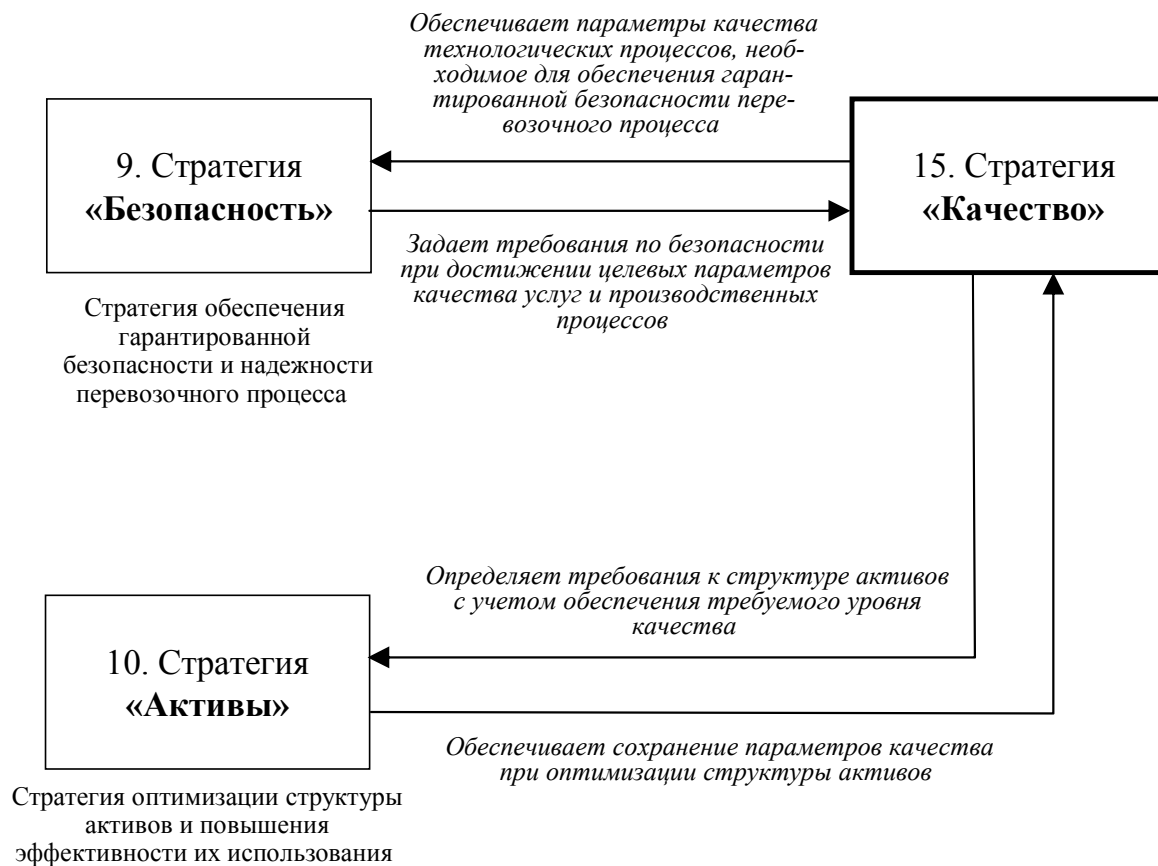 Обеспечивает параметры качества
технологических процессов, необ-
ходимое для обеспечения гаран-
тированной безопасности пере-
возочного процесса
9. Стратегия
«Безопасность»
15. Стратегия
«Качество»
Задает требования по безопасности
при достижении целевых параметров
качества услуг и производственных
процессов
Стратегия обеспечения
гарантированной
безопасности и надежности
перевозочного процесса
Определяет требования к структуре активов
с учетом обеспечения требуемого уровня
качества
10. Стратегия
«Активы»
Обеспечивает сохранение параметров качества
при оптимизации структуры активов
Стратегия оптимизации структуры
активов и повышения
эффективности их использования